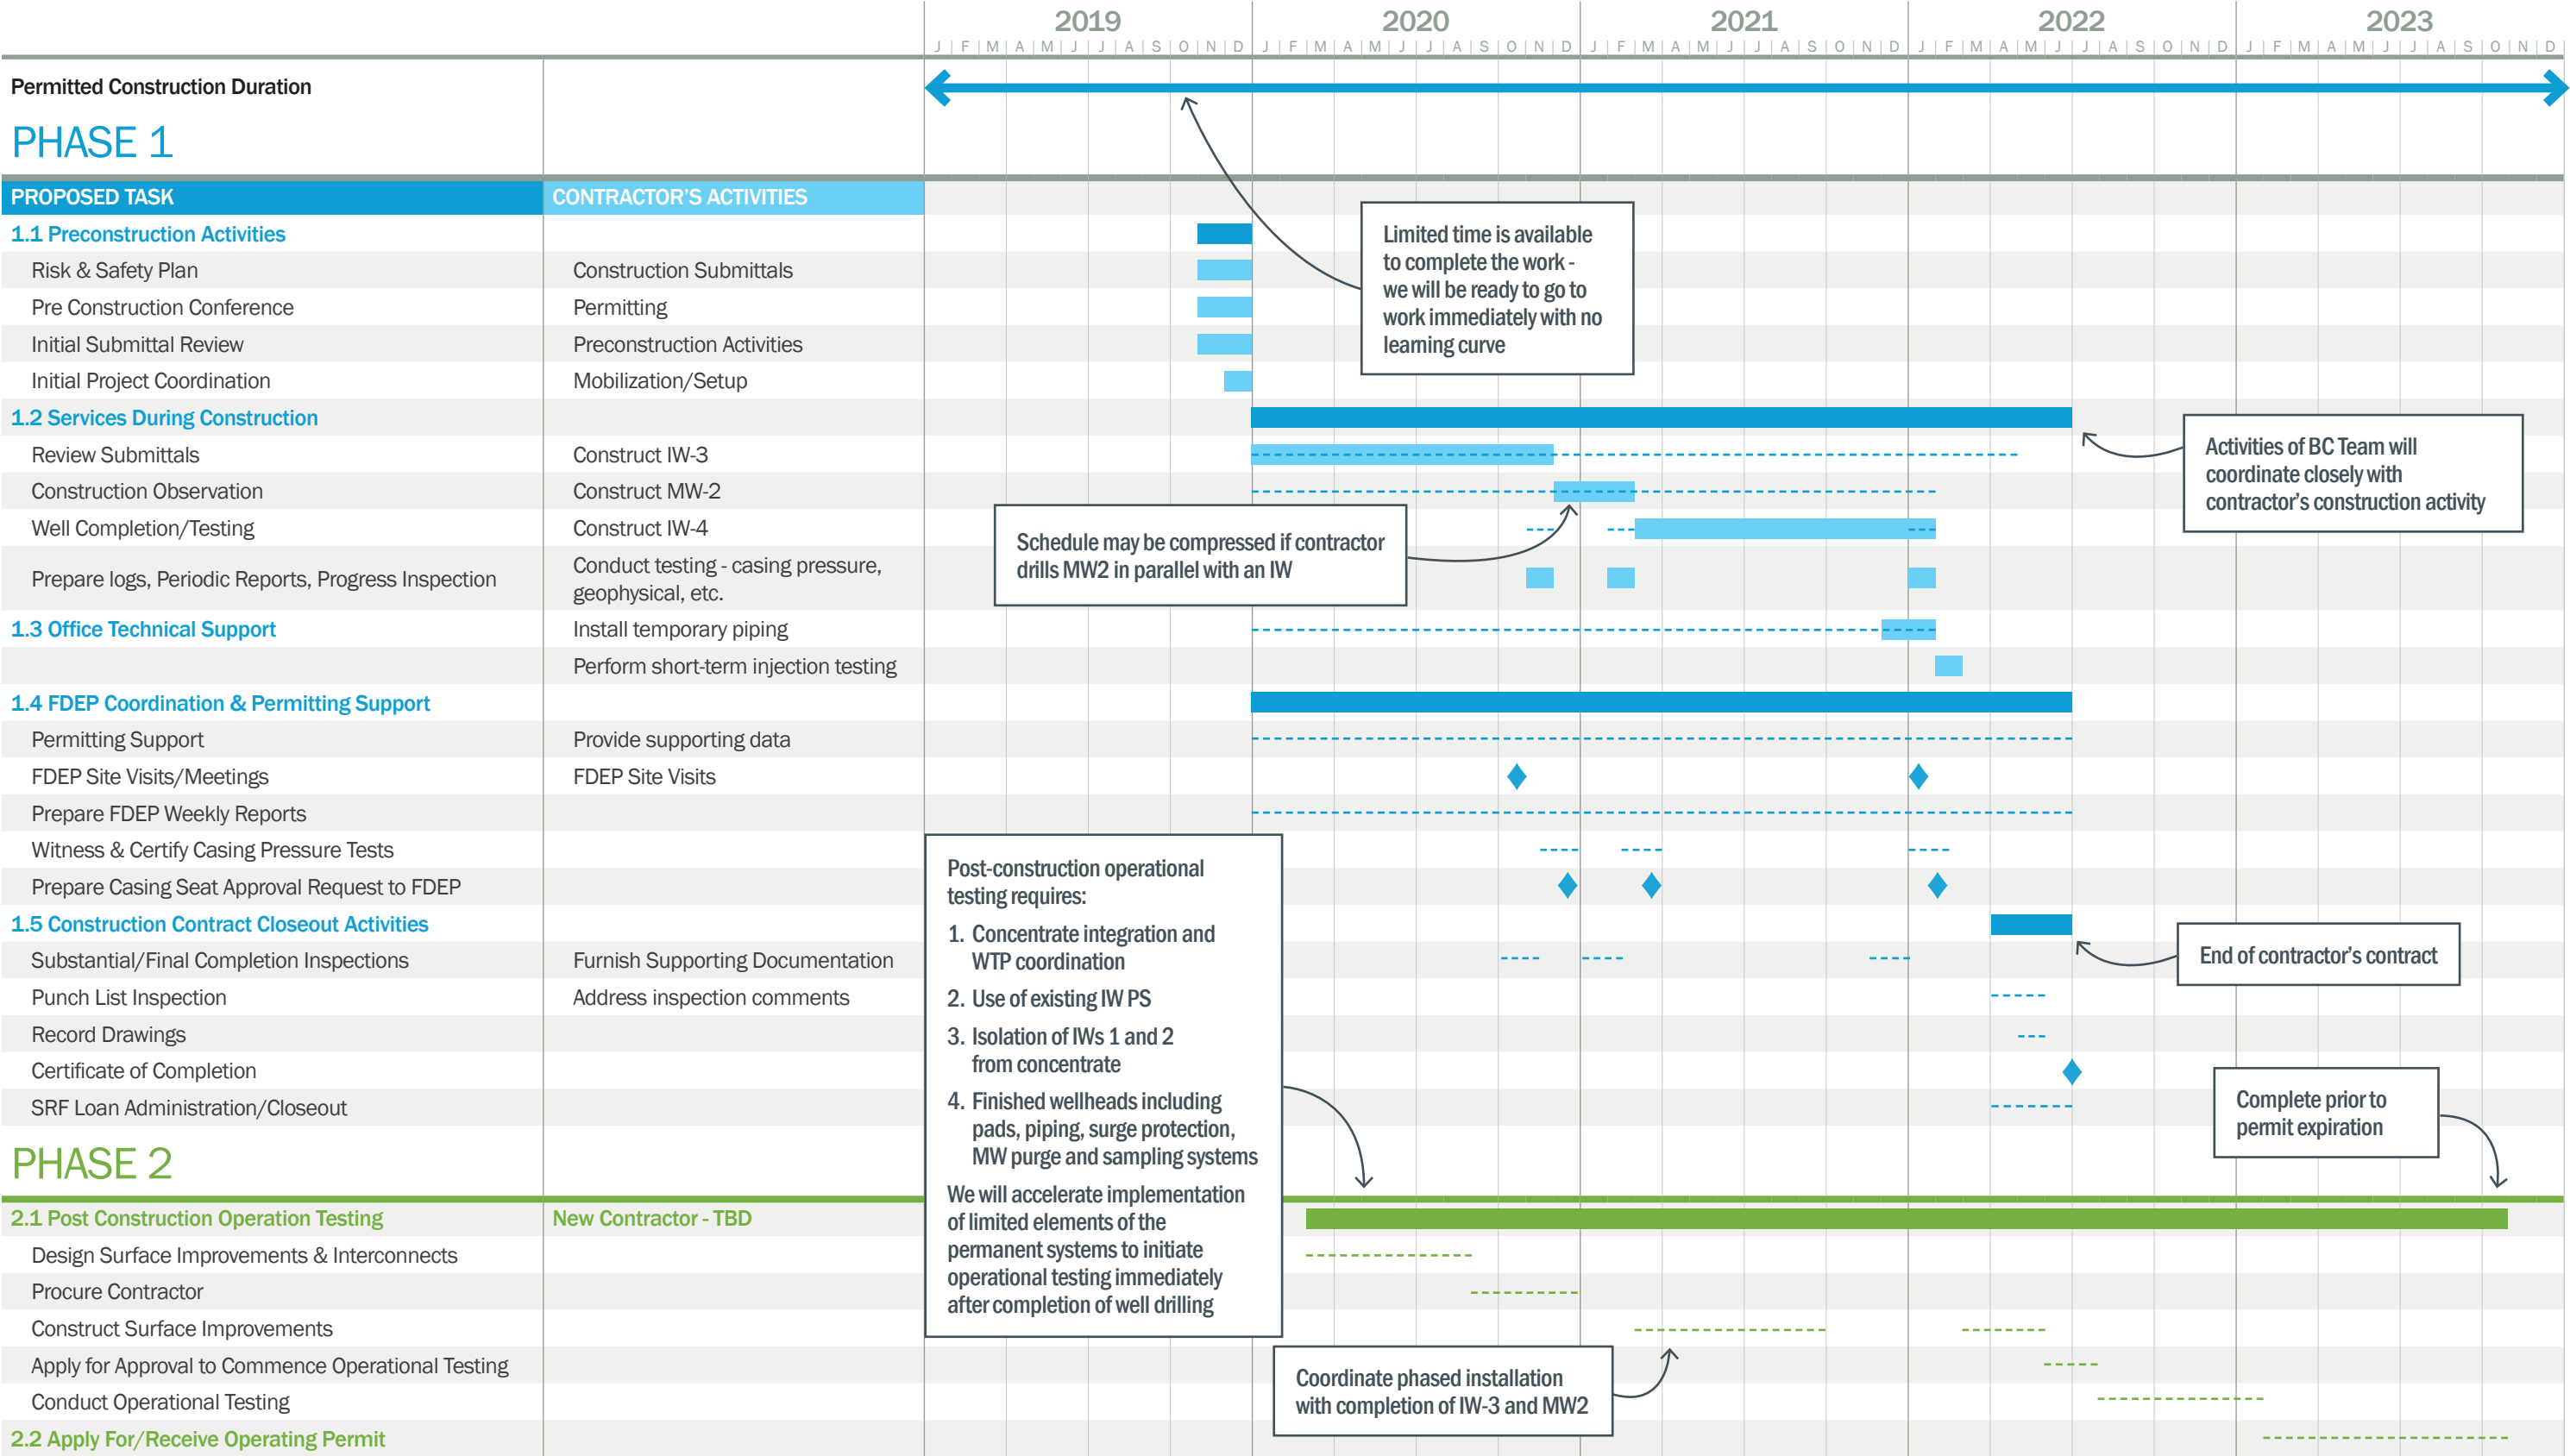 2019 2020 2021 2022 2023
J F M A M J J A S O N D J F M A M J J A S O N D J F M A M J J A S O N D J F M A M J J A S O N D J F M A M J J A S O N D
Permitted Construction Duration
PHASE 1
PROPOSED TASK CONTRACTOR'S ACTIVITIES
1.1 Preconstruction Activities
Risk & Safety Plan Construction Submittals
Pre Construction Conference Permitting
Initial Submittal Review Preconstruction Activities
Initial Project Coordination Mobilization/Setup
Limited time is available
to complete the work -
we will be ready to go to
work immediately with no
learning curve
1.2 Services During Construction
Review Submittals Construct IW-3
Construction Observation Construct MW-2
Well Completion/Testing Construct IW-4
Prepare logs, Periodic Reports, Progress Inspection Conduct testing - casing pressure,
geophysical, etc.
Activities of BC Team will
coordinate closely with
contractor's construction activity
Schedule may be compressed if contractor
drills MW2 in parallel with an IW
1.3 Office Technical Support Install temporary piping
Perform short-term injection testing
1.4 FDEP Coordination & Permitting Support
Permitting Support Provide supporting data
FDEP Site Visits/Meetings FDEP Site Visits
Prepare FDEP Weekly Reports
Witness & Certify Casing Pressure Tests
Prepare Casing Seat Approval Request to FDEP
1.5 Construction Contract Closeout Activities
Substantial/Final Completion Inspections Furnish Supporting Documentation
Punch List Inspection Address inspection comments
Record Drawings
Certificate of Completion
SRF Loan Administration/Closeout
End of contractor's contract
Post-construction operational
testing requires:
1. Concentrate integration and
WTP coordination
2. Use of existing IW PS
3. Isolation of IWs 1 and 2
from concentrate
4. Finished wellheads including
pads, piping, surge protection,
MW purge and sampling systems
We will accelerate implementation
of limited elements of the
permanent systems to initiate
operational testing immediately
after completion of well drilling
Complete prior to
permit expiration
PHASE 2
2.1 Post Construction Operation Testing New Contractor - TBD
Design Surface Improvements & Interconnects
Procure Contractor
Construct Surface Improvements
Apply for Approval to Commence Operational Testing
Conduct Operational Testing
2.2 Apply For/Receive Operating Permit
Coordinate phased installation
with completion of IW-3 and MW2